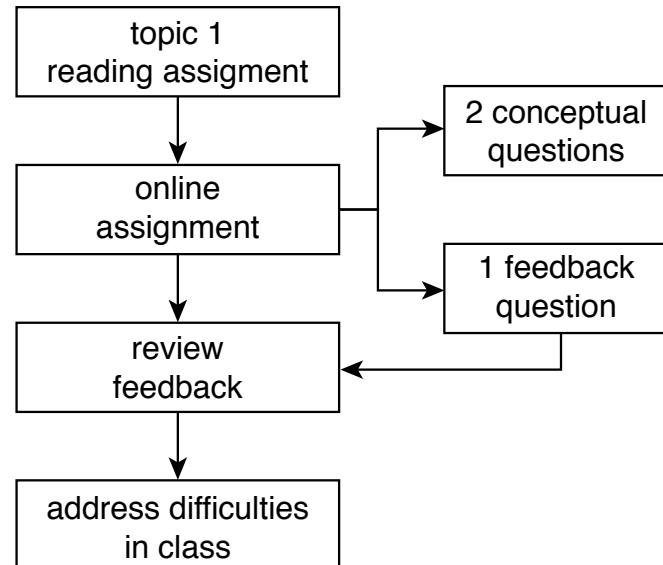 topic 1
reading assigment
2 conceptual
questions
online
assignment
1 feedback
question
review
feedback
address difficulties
in class